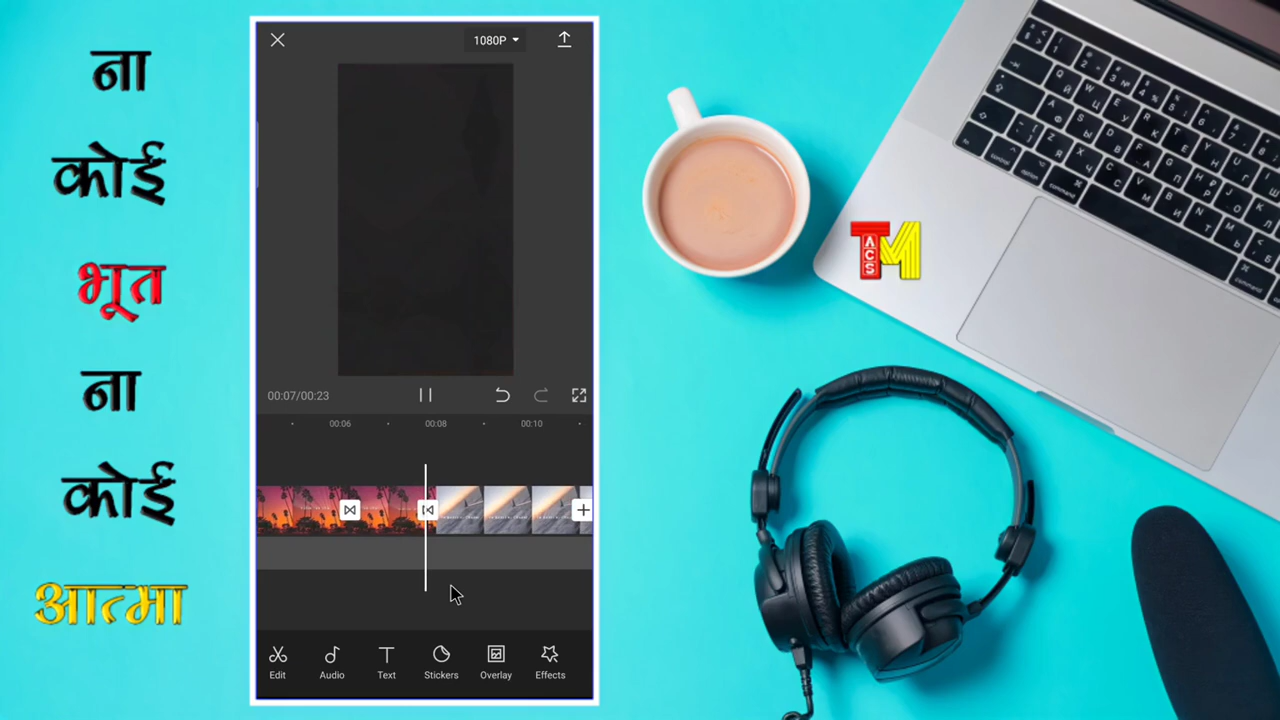 ना
कोई
भूत
ना
कोई
आत्मा
1080P
00:07/00:23
00:06
00:08
00:10
Edit
Audio
Text
Stickers
Overlay
Effects
TM
ACS